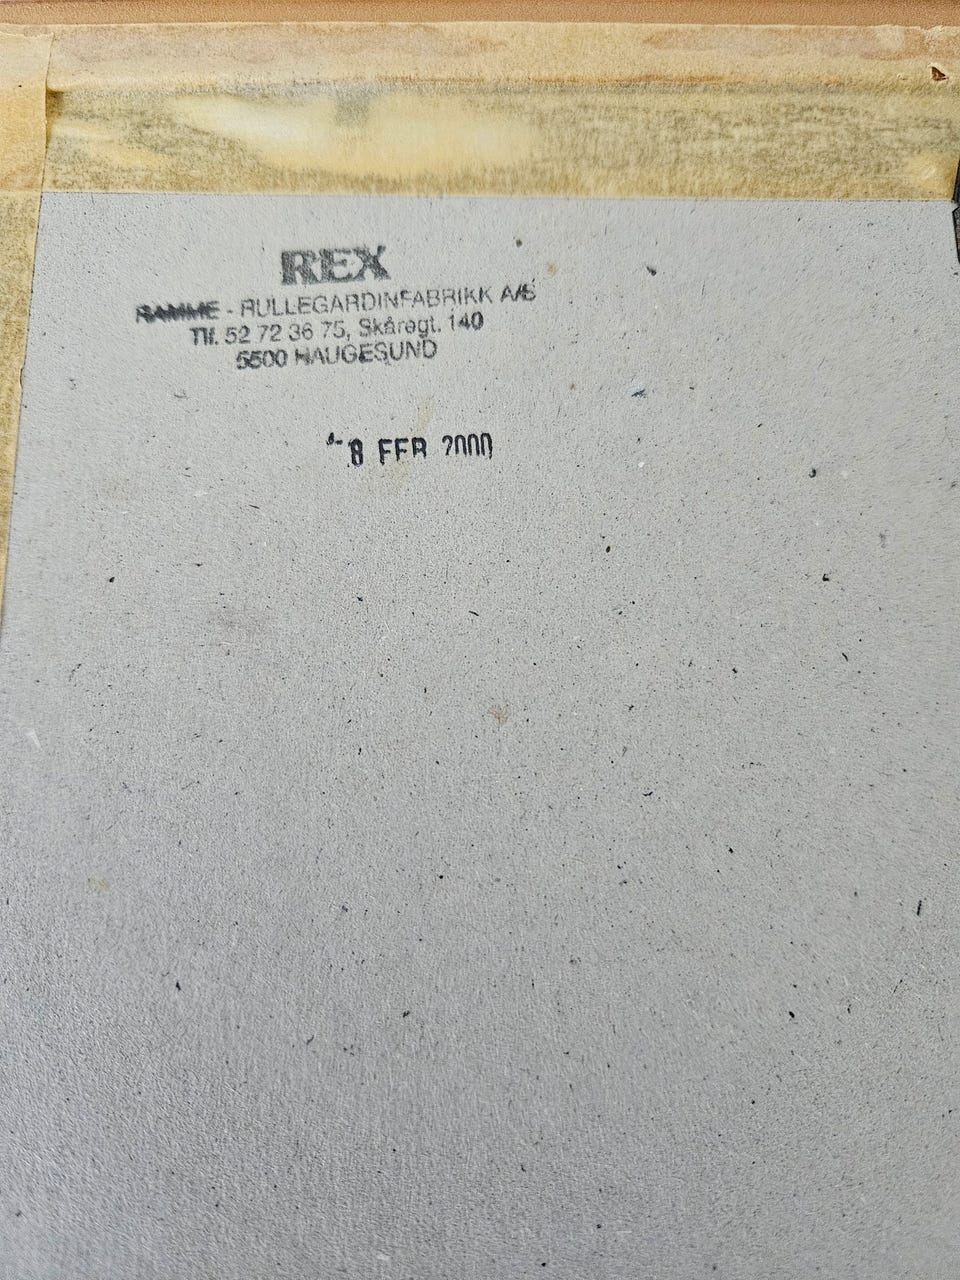 REX
RAMME - RULLEGARDINFABRIKK A/S
Tlf. 52 72 36 75, Skåregt. 140
5500 HAUGESUND
-8 FEB 2000